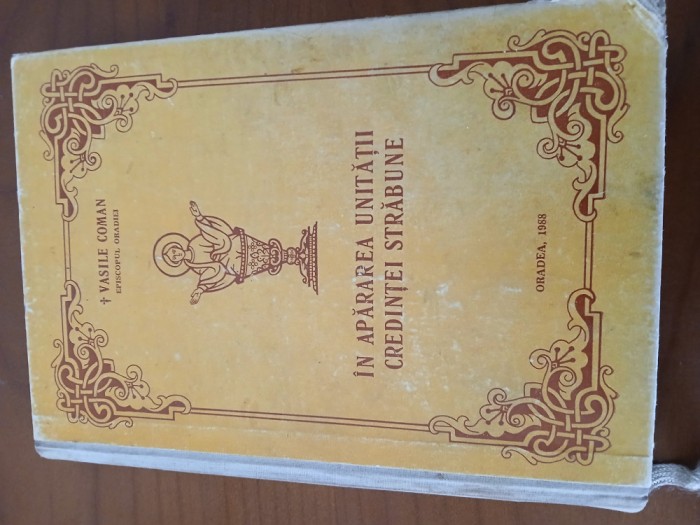 † VASILE COMAN
EPISCOPUL ORADIEI
ÎN APĂRAREA UNITĂȚII
CREDINȚEI STRĂBUNE
ORADEA, 1988